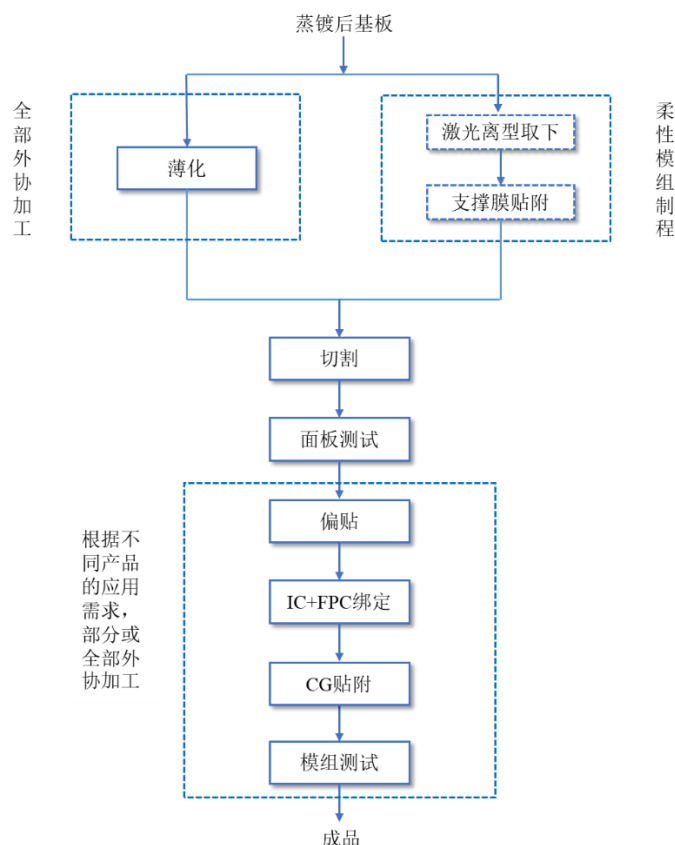 蒸镀后基板
全部外协加工
薄化
激光离型取下
支撑膜贴附
柔性模组制程
切割
面板测试
根据不
同产品
的应用
需求，
部分或
全部外
协加工
偏贴
IC+FPC绑定
CG贴附
模组测试
成品